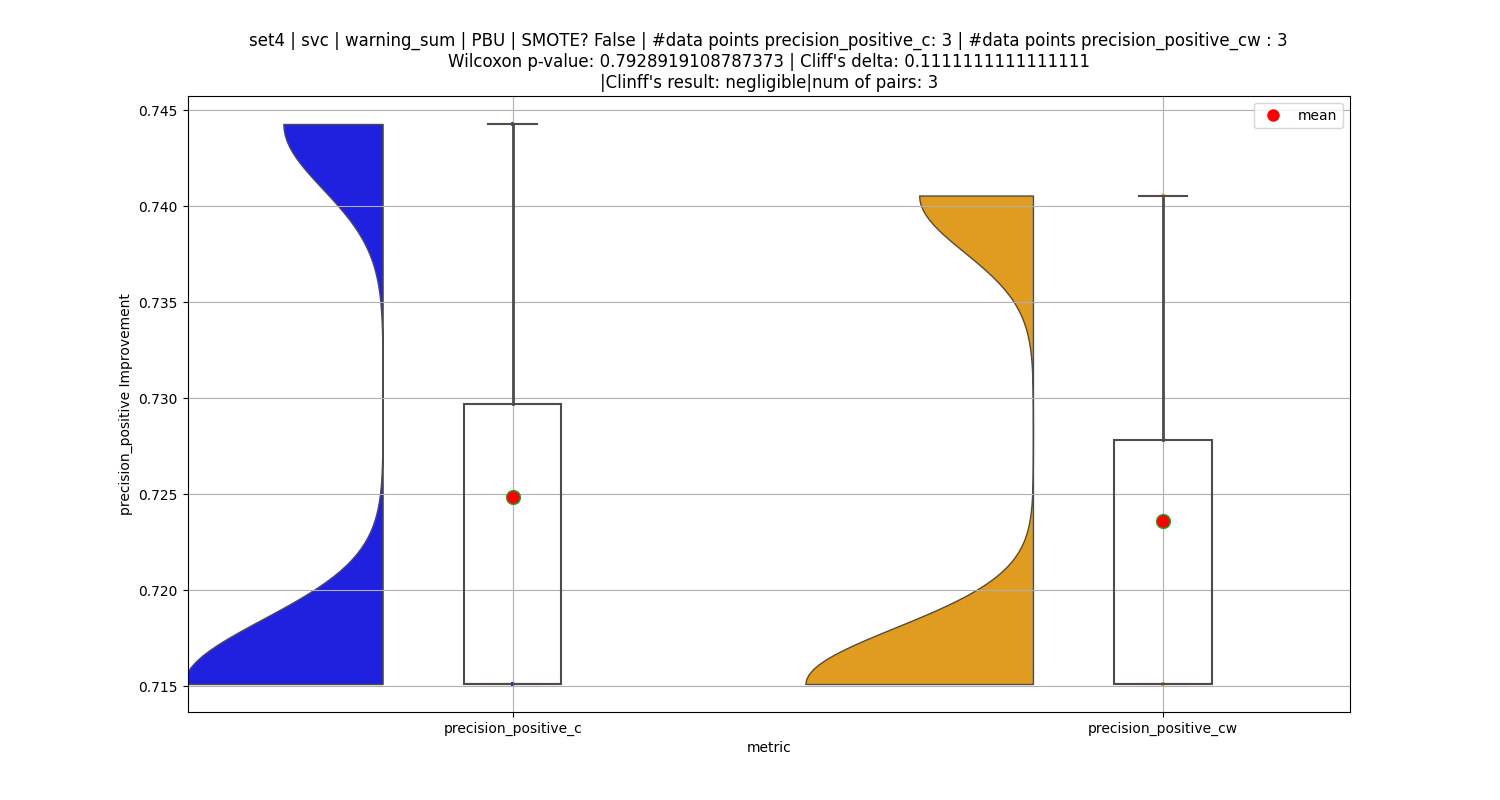 set4 | svc | warning_sum | PBU | SMOTE? False | #data points precision_positive_c: 3 | #data points precision_positive_cw : 3
Wilcoxon p-value: 0.7928919108787373 | Cliff's delta: 0.1111111111111111
|Clinff's result: negligible|num of pairs: 3
mean
0.745
0.740
0.735
0.730
0.725
0.720
0.715
precision_positive Improvement
precision_positive_c
precision_positive_cw
metric